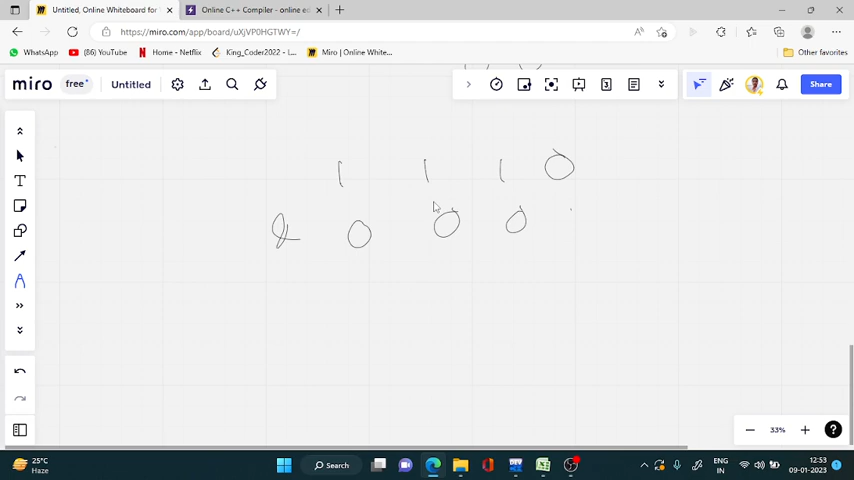 Untitled, Online Whiteboard for
Online C++ Compiler - online e
https://miro.com/app/board/uXjVP0HGTWY=/
WhatsApp
(86) YouTube
Home - Netflix
King_Coder2022 - L...
Miro | Online White...
Other favorites
miro
free
Untitled
3
Share
1 1 1 0
& 0 0 0
33%
?
25°C
Haze
Search
ENG
IN
12:53
09-01-2023